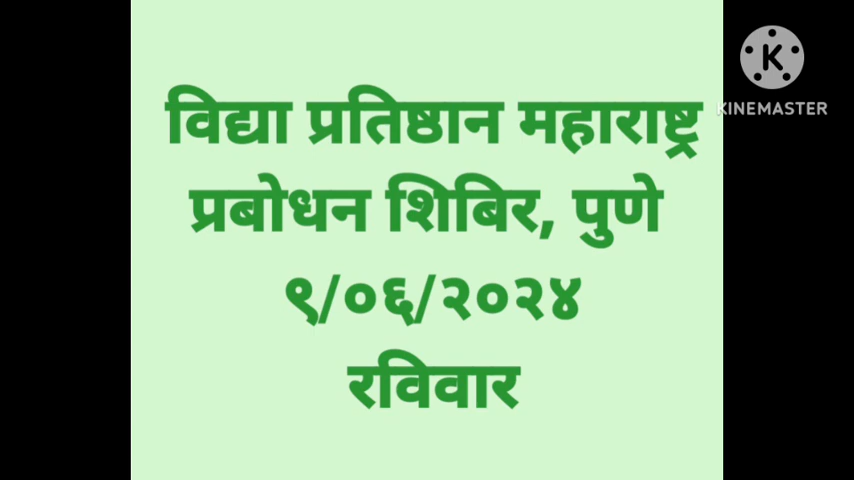 विद्या प्रतिष्ठान महाराष्ट्र
प्रबोधन शिबिर, पुणे
९/०६/२०२४
रविवार
K
KINEMASTER